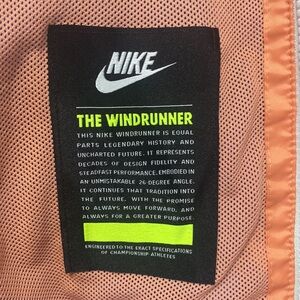 NIKE
THE WINDRUNNER
THIS NIKE WINDRUNNER IS EQUAL
PARTS LEGENDARY HISTORY AND
UNCHARTED FUTURE. IT REPRESENTS
DECADES OF DESIGN FIDELITY AND
STEADFAST PERFORMANCE. EMBODIED IN
AN UNMISTAKABLE 26-DEGREE ANGLE,
IT CONTINUES THAT TRADITION INTO
THE FUTURE. WITH THE PROMISE
TO ALWAYS MOVE FORWARD, AND
ALWAYS FOR A GREATER PURPOSE.
ENGINEERED TO THE EXACT SPECIFICATIONS
OF CHAMPIONSHIP ATHLETES